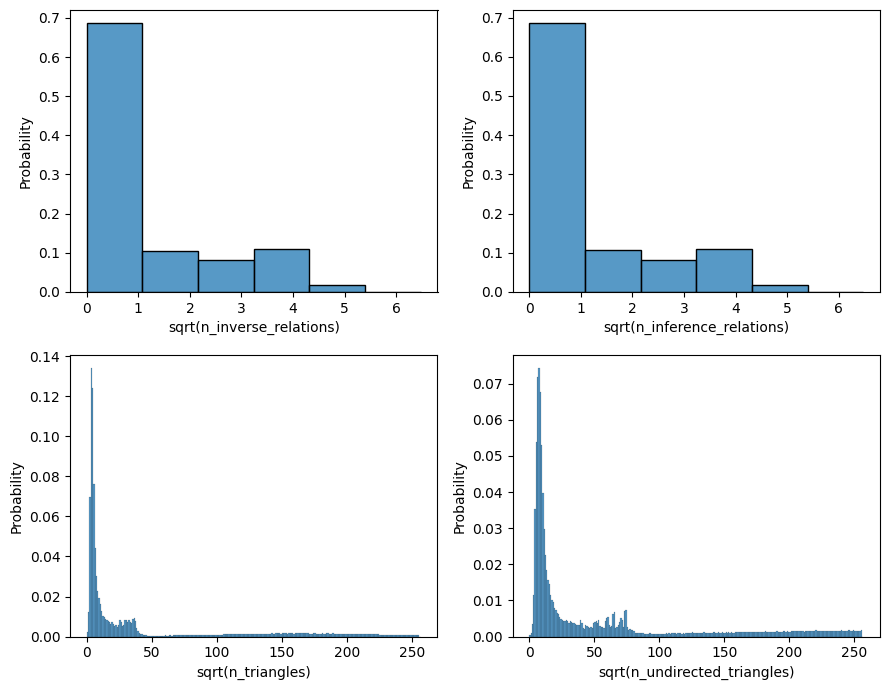 0.7
0.6
0.5
0.4
0.3
0.2
0.1
0.0
Probability
0 1 2 3 4 5 6
sqrt(n_inverse_relations)
0.7
0.6
0.5
0.4
0.3
0.2
0.1
0.0
Probability
0 1 2 3 4 5 6
sqrt(n_inference_relations)
0.14
0.12
0.10
0.08
0.06
0.04
0.02
0.00
Probability
0 50 100 150 200 250
sqrt(n_triangles)
0.07
0.06
0.05
0.04
0.03
0.02
0.01
0.00
Probability
0 50 100 150 200 250
sqrt(n_undirected_triangles)